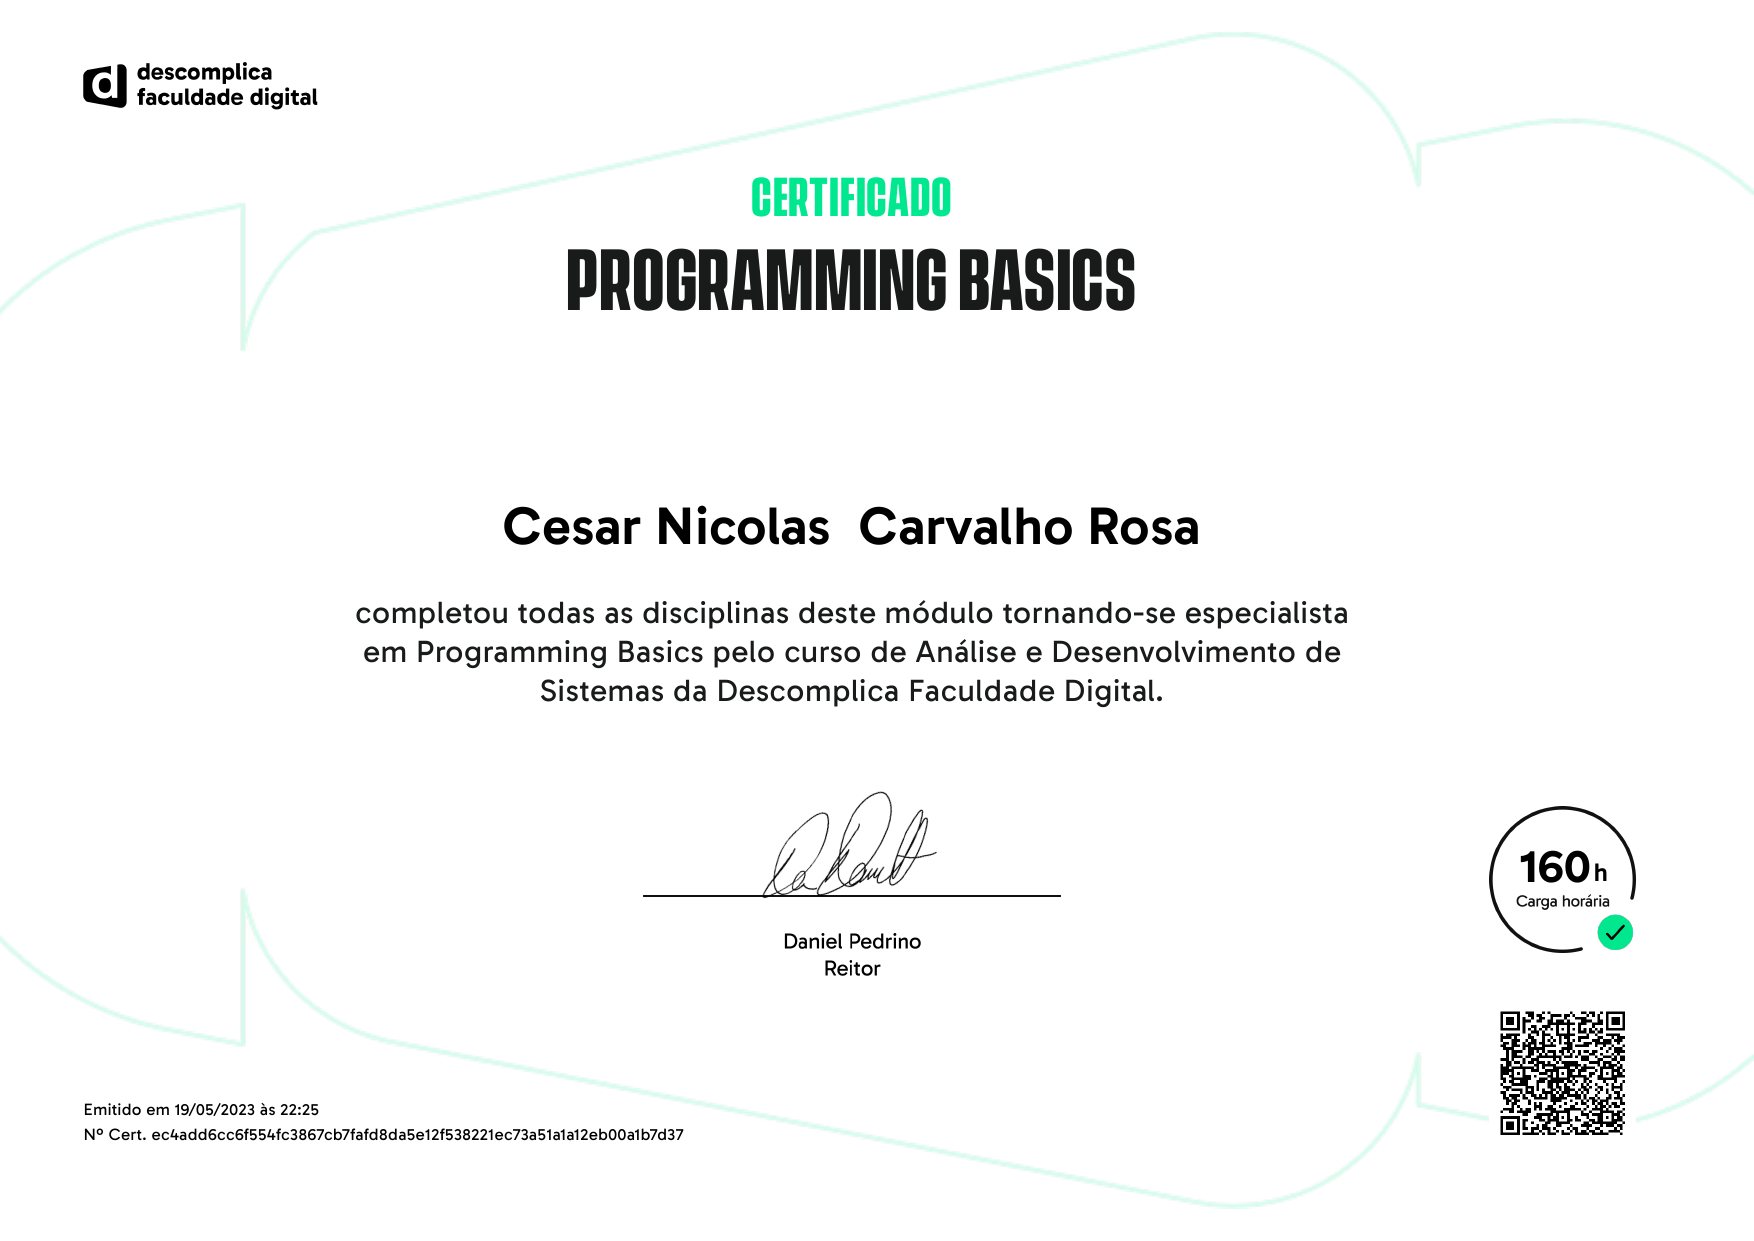 descomplica
faculdade digital
CERTIFICADO
PROGRAMMING BASICS
Cesar Nicolas  Carvalho Rosa
completou todas as disciplinas deste módulo tornando-se especialista
em Programming Basics pelo curso de Análise e Desenvolvimento de
Sistemas da Descomplica Faculdade Digital.
160 h
Carga horária
Daniel Pedrino
Reitor
Emitido em 19/05/2023 às 22:25
Nº Cert. ec4add6cc6f554fc3867cb7fafd8da5e12f538221ec73a51a1a12eb00a1b7d37